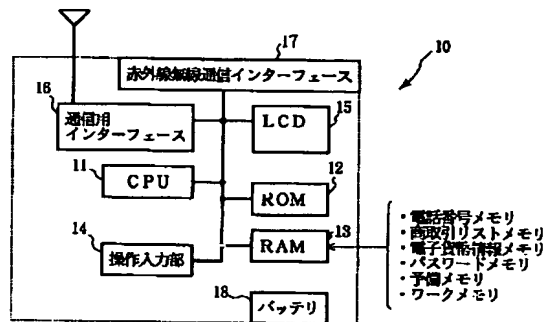 17
赤外線無線通信インターフェース
10
16
通信用
インターフェース
LCD
15
11
CPU
12
ROM
14
操作入力部
13
RAM
・電話番号メモリ
・商取引リストメモリ
・電子貨幣情報メモリ
・パスワードメモリ
・予備メモリ
・ワークメモリ
18
バッテリ